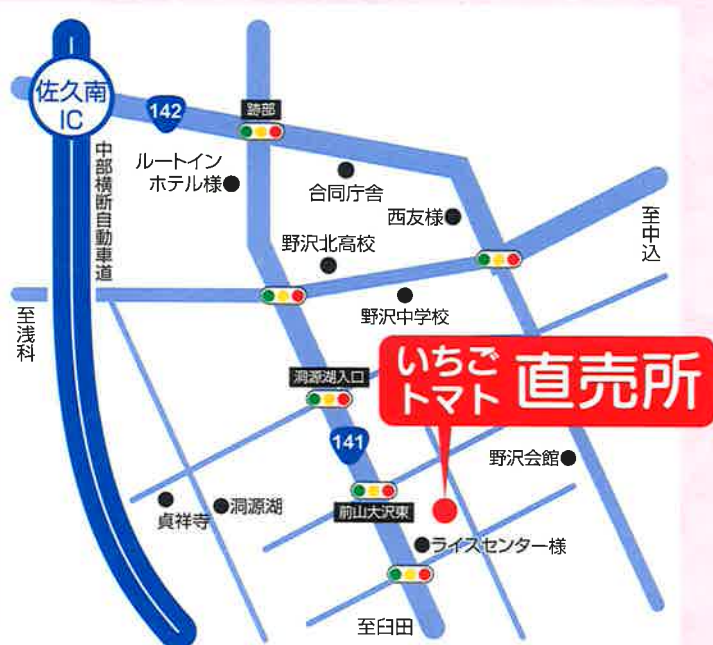 佐久南
IC
142
跡部
中部横断自動車道
ルートイン
ホテル様
合同庁舎
西友様
至中込
野沢北高校
野沢中学校
至浅科
洞源湖入口
いちご
トマト
直売所
141
野沢会館
貞祥寺
洞源湖
前山大沢東
ライスセンター様
至臼田